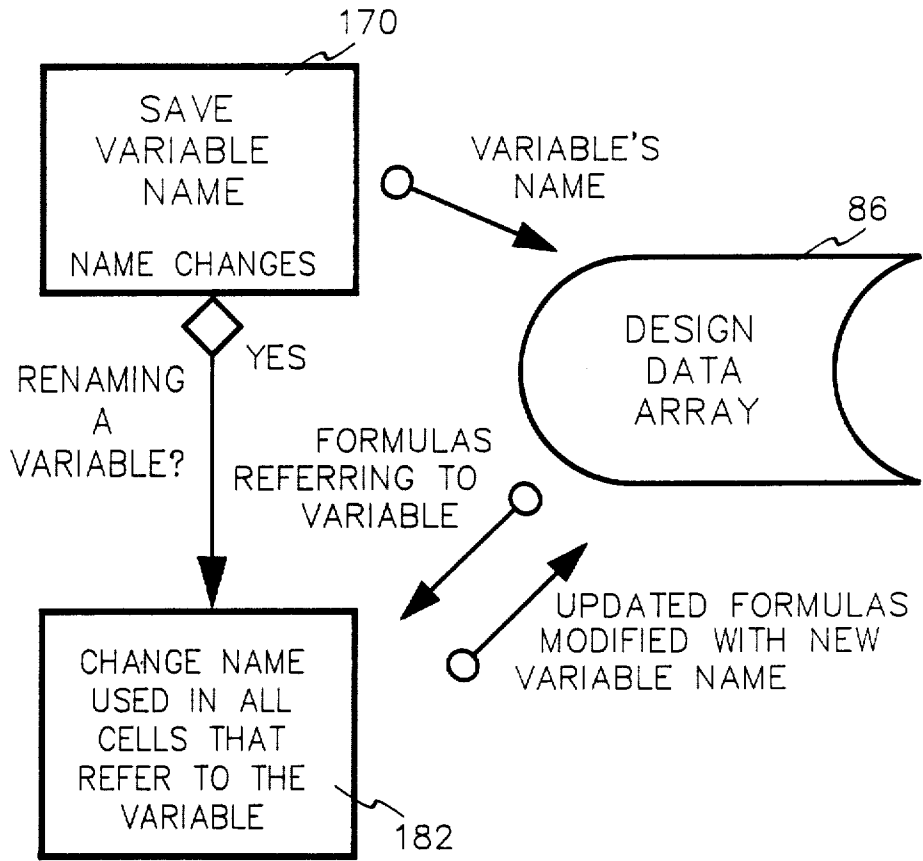 170
SAVE
VARIABLE
NAME
NAME CHANGES
VARIABLE'S
NAME
86
DESIGN
DATA
ARRAY
YES
RENAMING
A
VARIABLE?
FORMULAS
REFERRING TO
VARIABLE
UPDATED FORMULAS
MODIFIED WITH NEW
VARIABLE NAME
CHANGE NAME
USED IN ALL
CELLS THAT
REFER TO THE
VARIABLE
182